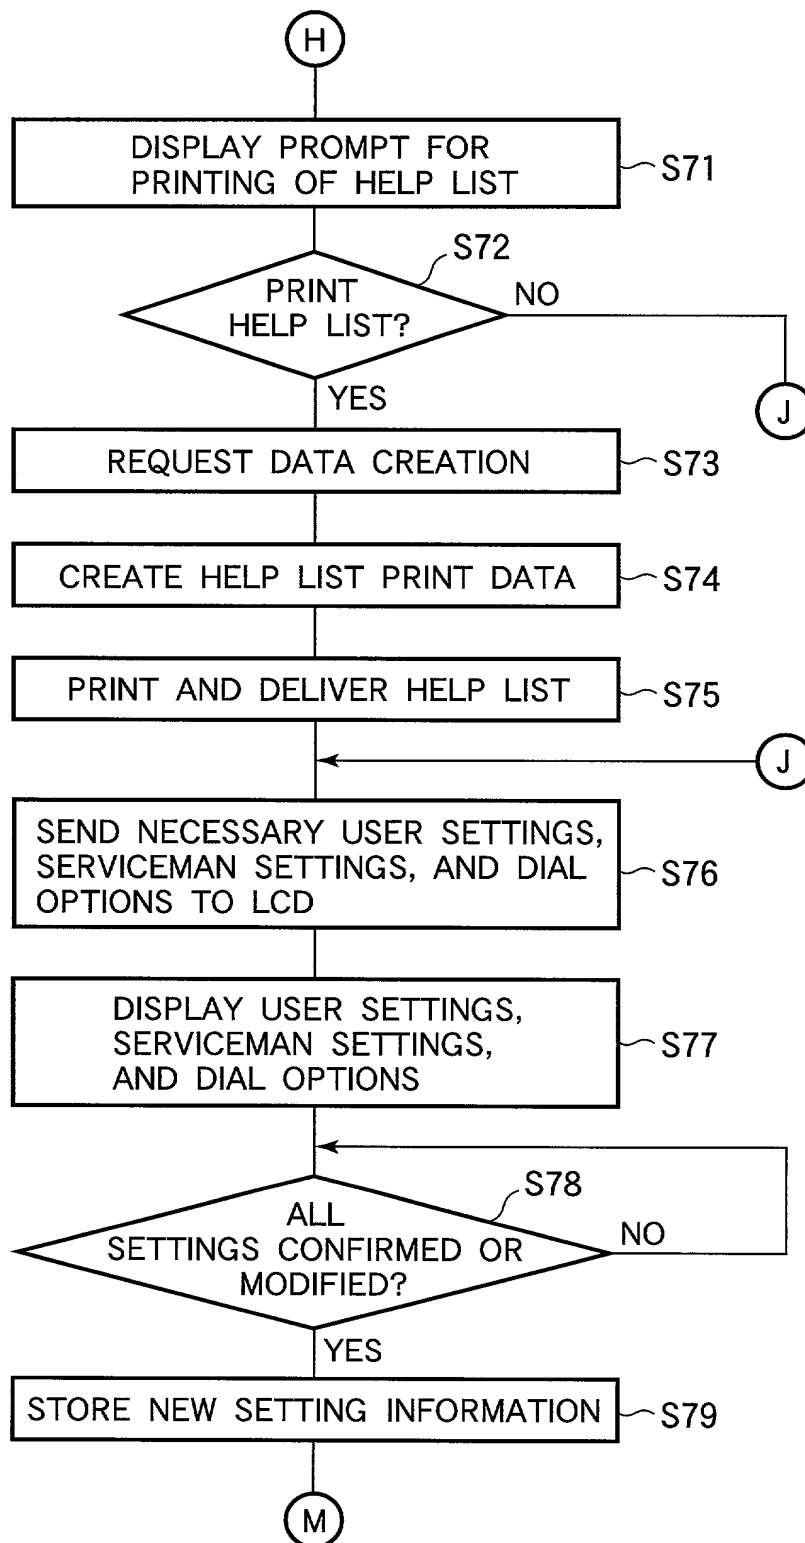 H
DISPLAY PROMPT FOR
PRINTING OF HELP LIST
S71
S72
PRINT
HELP LIST?
NO
J
YES
REQUEST DATA CREATION
S73
CREATE HELP LIST PRINT DATA
S74
PRINT AND DELIVER HELP LIST
S75
J
SEND NECESSARY USER SETTINGS,
SERVICEMAN SETTINGS, AND DIAL
OPTIONS TO LCD
S76
DISPLAY USER SETTINGS,
SERVICEMAN SETTINGS,
AND DIAL OPTIONS
S77
S78
ALL
SETTINGS CONFIRMED OR
MODIFIED?
NO
YES
STORE NEW SETTING INFORMATION
S79
M